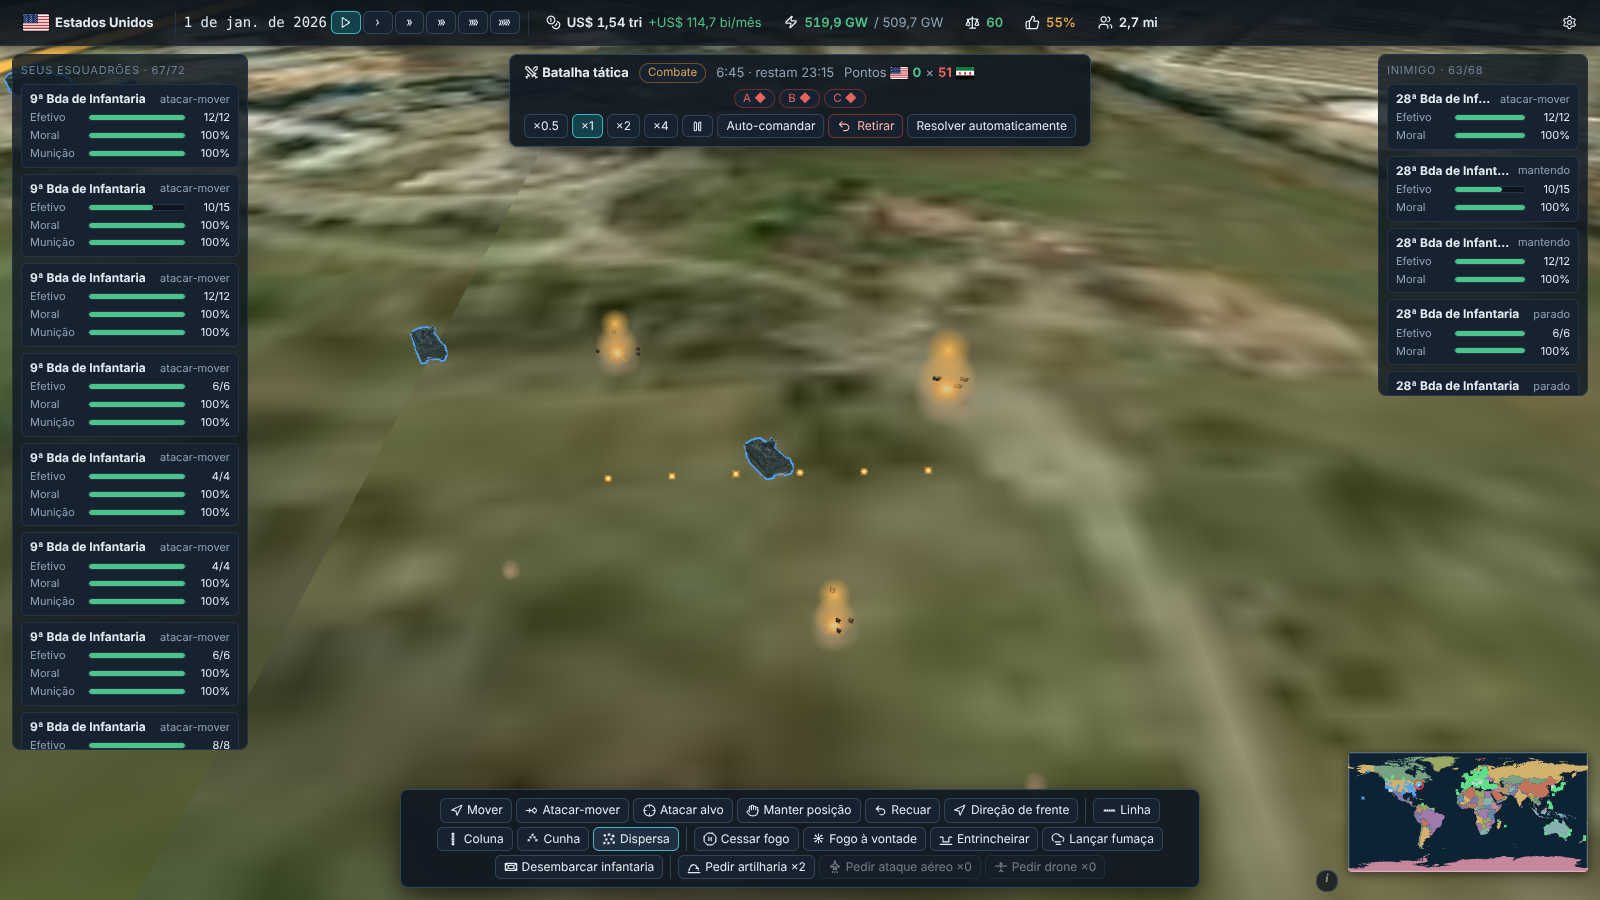 Estados Unidos
1 de jan. de 2026
US$ 1,54 tri +US$ 114,7 bi/mês
519,9 GW / 509,7 GW
60
55%
2,7 mi
SEUS ESQUADRÕES · 67/72
9ª Bda de Infantaria atacar-mover
Efetivo 12/12
Moral 100%
Munição 100%
9ª Bda de Infantaria atacar-mover
Efetivo 10/15
Moral 100%
Munição 100%
9ª Bda de Infantaria atacar-mover
Efetivo 12/12
Moral 100%
Munição 100%
9ª Bda de Infantaria atacar-mover
Efetivo 6/6
Moral 100%
Munição 100%
9ª Bda de Infantaria atacar-mover
Efetivo 4/4
Moral 100%
Munição 100%
9ª Bda de Infantaria atacar-mover
Efetivo 4/4
Moral 100%
Munição 100%
9ª Bda de Infantaria atacar-mover
Efetivo 6/6
Moral 100%
Munição 100%
9ª Bda de Infantaria atacar-mover
Efetivo 8/8
Batalha tática Combate 6:45 · restam 23:15 Pontos 0 × 51
A B C
×0.5 ×1 ×2 ×4 Auto-comandar Retirar Resolver automaticamente
INIMIGO · 63/68
28ª Bda de Inf... atacar-mover
Efetivo 12/12
Moral 100%
28ª Bda de Infant... mantendo
Efetivo 10/15
Moral 100%
28ª Bda de Infant... mantendo
Efetivo 12/12
Moral 100%
28ª Bda de Infantaria parado
Efetivo 6/6
Moral 100%
28ª Bda de Infantaria parado
Mover Atacar-mover Atacar alvo Manter posição Recuar Direção de frente Linha
Coluna Cunha Dispersa Cessar fogo Fogo à vontade Entrincheirar Lançar fumaça
Desembarcar infantaria Pedir artilharia ×2 Pedir ataque aéreo ×0 Pedir drone ×0
i